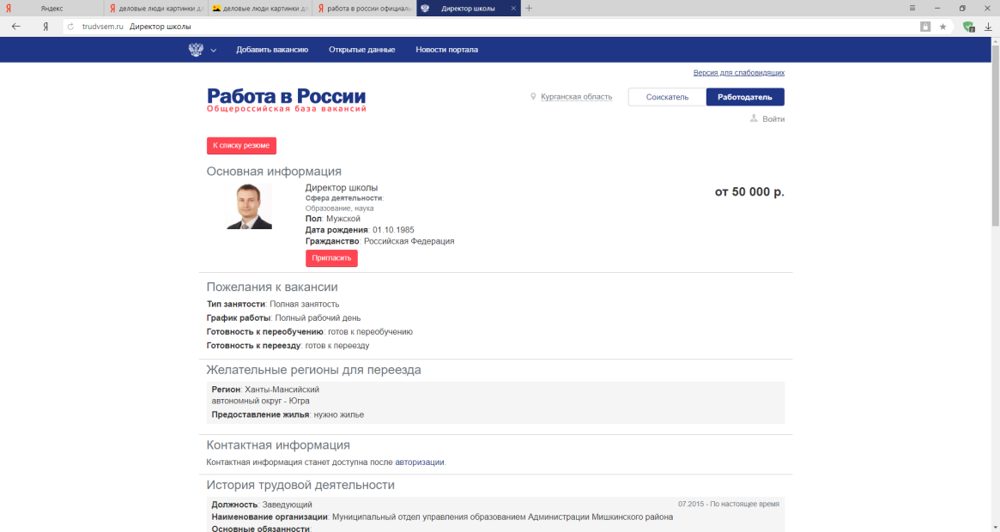 Яндекс
деловые люди картинки дл
деловые люди картинки дл
работа в россии официаль
Директор школы
trudvsem.ru Директор школы
Добавить вакансию Открытые данные Новости портала
Версия для слабовидящих
Работа в России
Общероссийская база вакансий
Курганская область
Соискатель
Работодатель
Войти
К списку резюме
Основная информация
Директор школы
от 50 000 р.
Сфера деятельности:
Образование, наука
Пол: Мужской
Дата рождения: 01.10.1985
Гражданство: Российская Федерация
Пригласить
Пожелания к вакансии
Тип занятости: Полная занятость
График работы: Полный рабочий день
Готовность к переобучению: готов к переобучению
Готовность к переезду: готов к переезду
Желательные регионы для переезда
Регион: Ханты-Мансийский
автономный округ - Югра
Предоставление жилья: нужно жилье
Контактная информация
Контактная информация станет доступна после авторизации.
История трудовой деятельности
Должность: Заведующий
07.2015 - По настоящее время
Наименование организации: Муниципальный отдел управления образованием Администрации Мишкинского района
Основные обязанности: